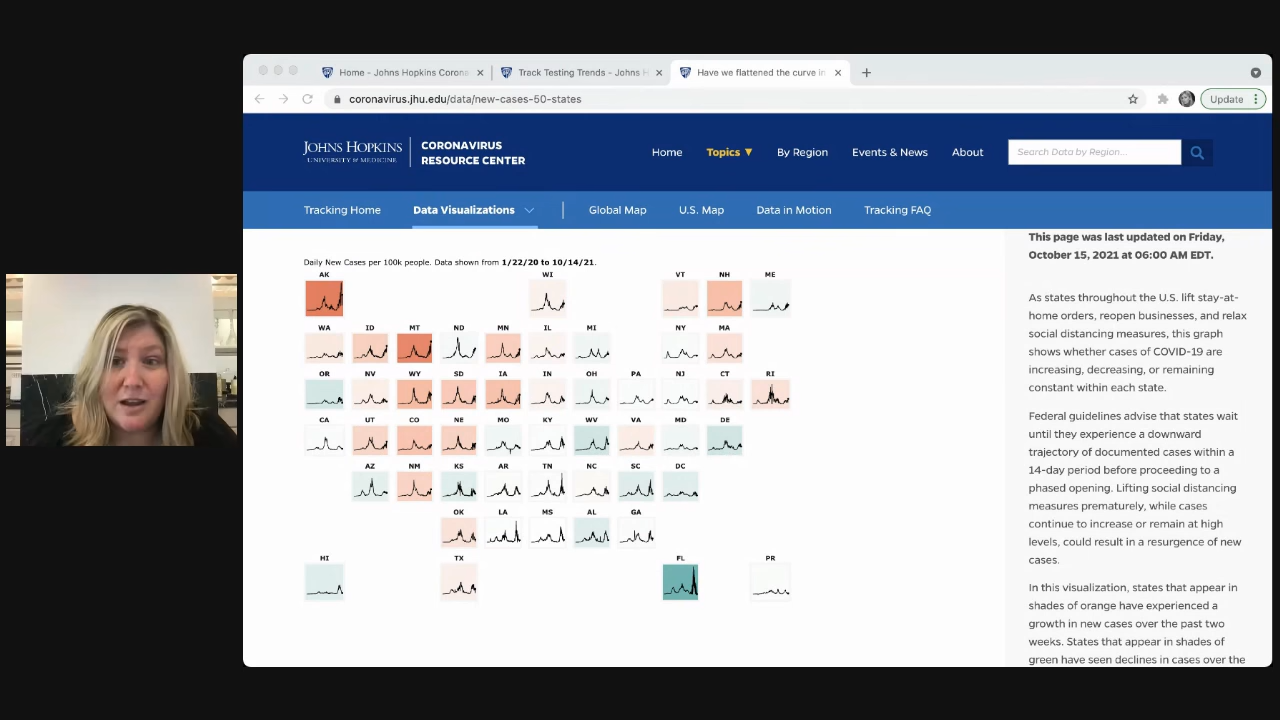 Home - Johns Hopkins Corona
Track Testing Trends - Johns H
Have we flattened the curve in
coronavirus.jhu.edu/data/new-cases-50-states
Update
JOHNS HOPKINS
UNIVERSITY & MEDICINE
CORONAVIRUS
RESOURCE CENTER
Home
Topics
By Region
Events & News
About
Search Data by Region...
Tracking Home
Data Visualizations
Global Map
U.S. Map
Data in Motion
Tracking FAQ
Daily New Cases per 100k people. Data shown from 1/22/20 to 10/14/21.
AK WI VT NH ME
WA ID MT ND MN IL MI NY MA
OR NV WY SD IA IN OH PA NJ CT RI
CA UT CO NE MO KY WV VA MD DE
AZ NM KS AR TN NC SC DC
OK LA MS AL GA
HI TX FL PR
This page was last updated on Friday,
October 15, 2021 at 06:00 AM EDT.
As states throughout the U.S. lift stay-at-
home orders, reopen businesses, and relax
social distancing measures, this graph
shows whether cases of COVID-19 are
increasing, decreasing, or remaining
constant within each state.
Federal guidelines advise that states wait
until they experience a downward
trajectory of documented cases within a
14-day period before proceeding to a
phased opening. Lifting social distancing
measures prematurely, while cases
continue to increase or remain at high
levels, could result in a resurgence of new
cases.
In this visualization, states that appear in
shades of orange have experienced a
growth in new cases over the past two
weeks. States that appear in shades of
green have seen declines in cases over the